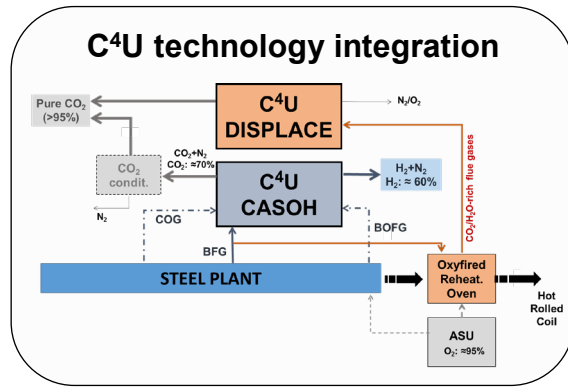 C⁴U technology integration
Pure CO₂
(>95%)
C⁴U
DISPLACE
N₂/O₂
CO₂+N₂
CO₂: ≈70%
CO₂
condit.
N₂
C⁴U
CASOH
H₂+N₂
H₂: ≈ 60%
CO₂/H₂O-rich flue gases
COG
BFG
BOFG
STEEL PLANT
Oxyfired
Reheat.
Oven
Hot
Rolled
Coil
ASU
O₂: ≈95%